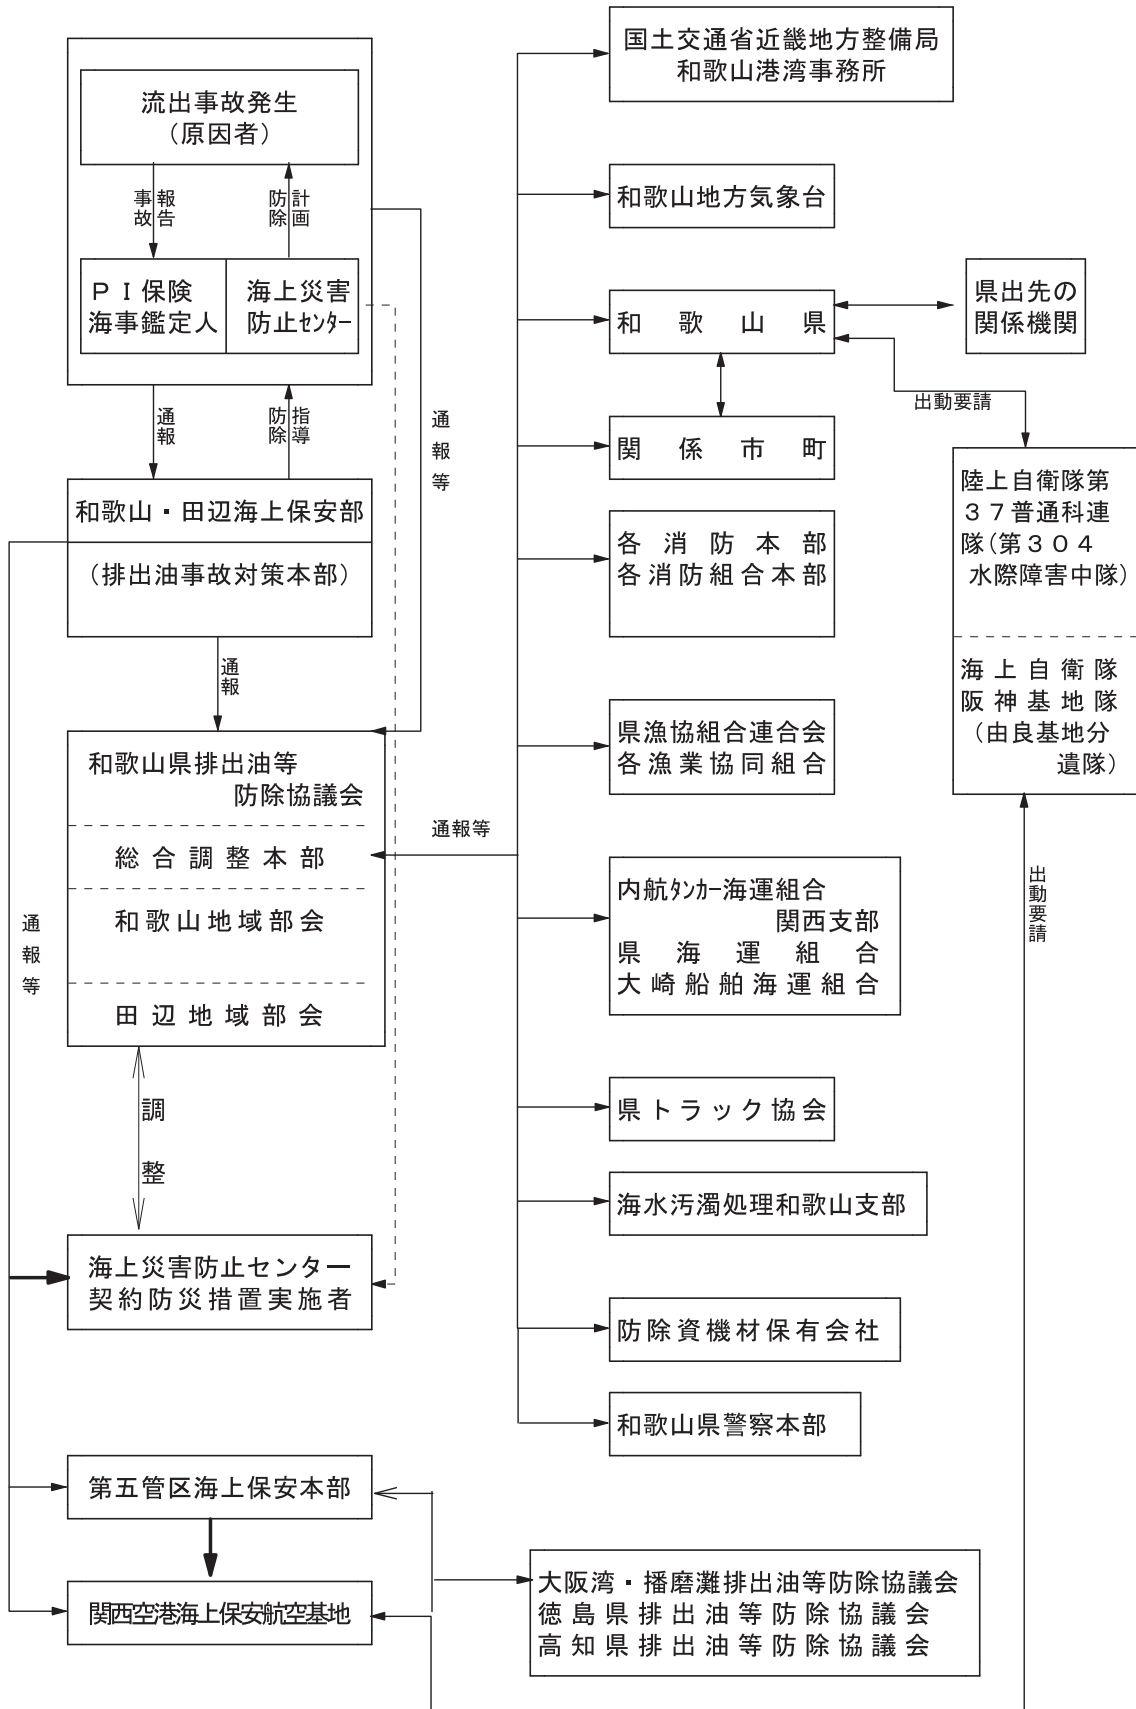 流出事故発生
(原因者)
事故
報告
防除
計画
ＰＩ保険
海事鑑定人
海上災害
防止ｾﾝﾀｰ
通報
防除
指導
通報等
和歌山・田辺海上保安部
(排出油事故対策本部)
通報
和歌山県排出油等
防除協議会
総合調整本部
和歌山地域部会
田辺地域部会
通報等
調整
海上災害防止センター
契約防災措置実施者
第五管区海上保安本部
関西空港海上保安航空基地
通報等
国土交通省近畿地方整備局
和歌山港湾事務所
和歌山地方気象台
和歌山県
関係市町
各消防本部
各消防組合本部
県漁協組合連合会
各漁業協同組合
内航ﾀﾝｶｰ海運組合
関西支部
県海運組合
大崎船舶海運組合
県トラック協会
海水汚濁処理和歌山支部
防除資機材保有会社
和歌山県警察本部
大阪湾・播磨灘排出油等防除協議会
徳島県排出油等防除協議会
高知県排出油等防除協議会
県出先の
関係機関
出動要請
陸上自衛隊第
３７普通科連
隊(第３０４
水際障害中隊)
海上自衛隊
阪神基地隊
(由良基地分
遺隊)
出動要請